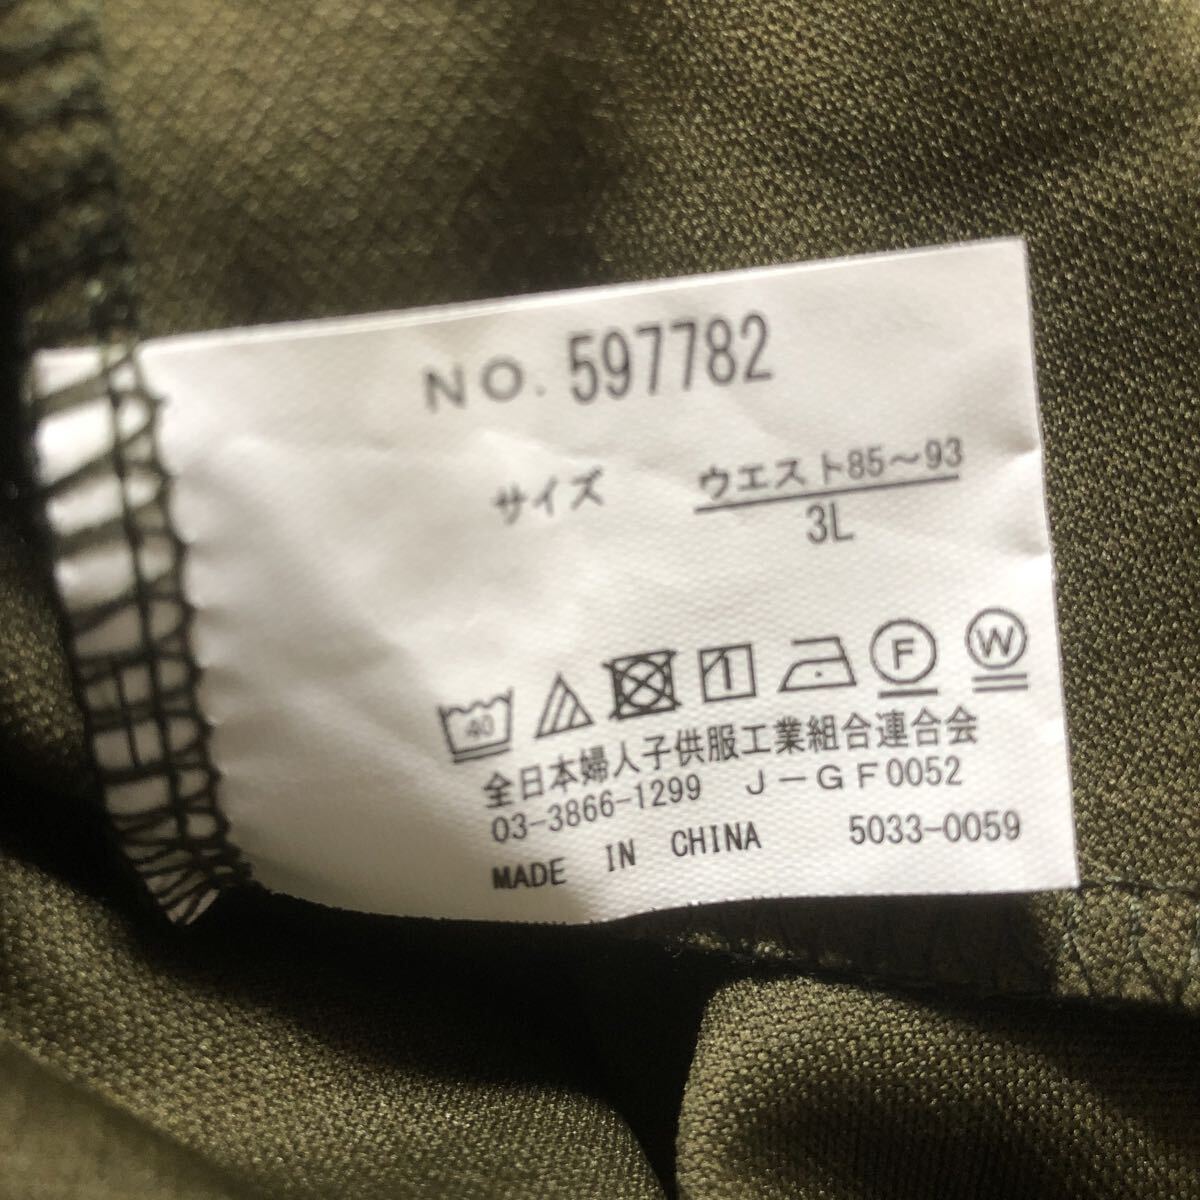 NO. 597782
サイズ ウエスト85～93
3L
40 F W
全日本婦人子供服工業組合連合会
03-3866-1299 J－GF0052
MADE IN CHINA 5033-0059